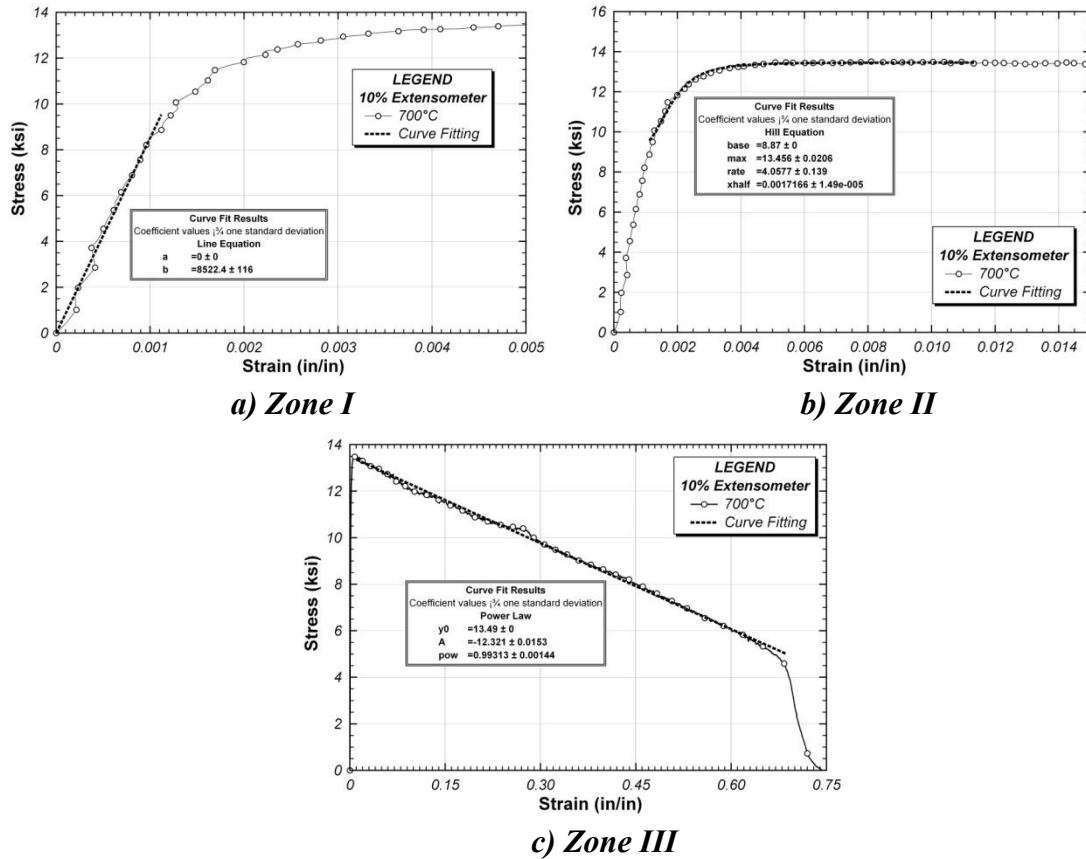 14
12
10
8
6
4
2
0
Stress (ksi)
LEGEND
10% Extensometer
700°C
Curve Fitting
Curve Fit Results
Coefficient values ¡¾ one standard deviation
Line Equation
a =0 ± 0
b =8522.4 ± 116
0 0.001 0.002 0.003 0.004 0.005
Strain (in/in)
a) Zone I
16
14
12
10
8
6
4
2
0
Stress (ksi)
Curve Fit Results
Coefficient values ¡¾ one standard deviation
Hill Equation
base =8.87 ± 0
max =13.456 ± 0.0206
rate =4.0577 ± 0.139
xhalf =0.0017166 ± 1.49e-005
LEGEND
10% Extensometer
700°C
Curve Fitting
0 0.002 0.004 0.006 0.008 0.010 0.012 0.014
Strain (in/in)
b) Zone II
14
12
10
8
6
4
2
0
Stress (ksi)
LEGEND
10% Extensometer
700°C
Curve Fitting
Curve Fit Results
Coefficient values ¡¾ one standard deviation
Power Law
y0 =13.49 ± 0
A =-12.321 ± 0.0153
pow =0.99313 ± 0.00144
0 0.15 0.30 0.45 0.60 0.75
Strain (in/in)
c) Zone III